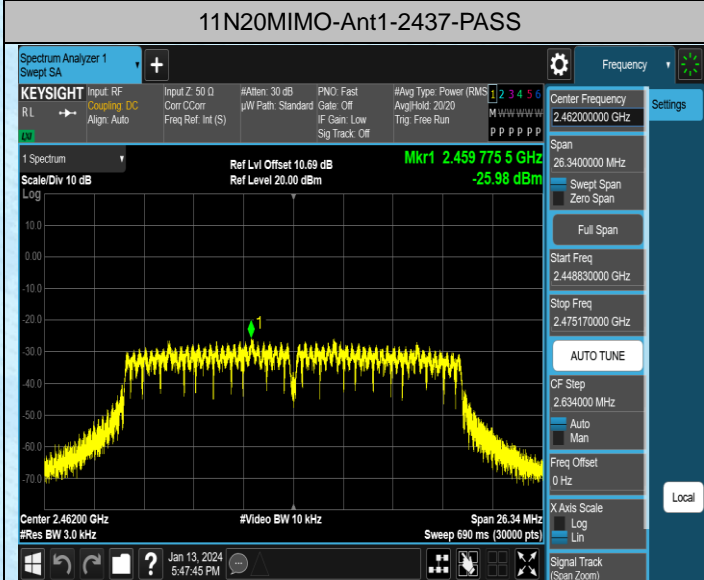 11N20MIMO-Ant1-2437-PASS
Spectrum Analyzer 1
Swept SA
+
Frequency
KEYSIGHT
RL
LXI
Input: RF
Coupling: DC
Align: Auto
Input Z: 50 Ω
Corr CCorr
Freq Ref: Int (S)
#Atten: 30 dB
µW Path: Standard
PNO: Fast
Gate: Off
IF Gain: Low
Sig Track: Off
#Avg Type: Power (RMS
Avg|Hold: 20/20
Trig: Free Run
1 2 3 4 5 6
M W W W W W
P P P P P P
Center Frequency
2.462000000 GHz
Settings
1 Spectrum
Ref Lvl Offset 10.69 dB
Mkr1 2.459 775 5 GHz
Scale/Div 10 dB
Ref Level 20.00 dBm
-25.98 dBm
Log
Span
26.3400000 MHz
Swept Span
Zero Span
Full Span
Start Freq
2.448830000 GHz
Stop Freq
2.475170000 GHz
AUTO TUNE
CF Step
2.634000 MHz
Auto
Man
Freq Offset
0 Hz
X Axis Scale
Log
Lin
Signal Track
(Span Zoom)
Local
10.0
0.00
-10.0
-20.0
-30.0
-40.0
-50.0
-60.0
-70.0
1
Center 2.46200 GHz
#Video BW 10 kHz
Span 26.34 MHz
#Res BW 3.0 kHz
Sweep 690 ms (30000 pts)
?
Jan 13, 2024
5:47:45 PM